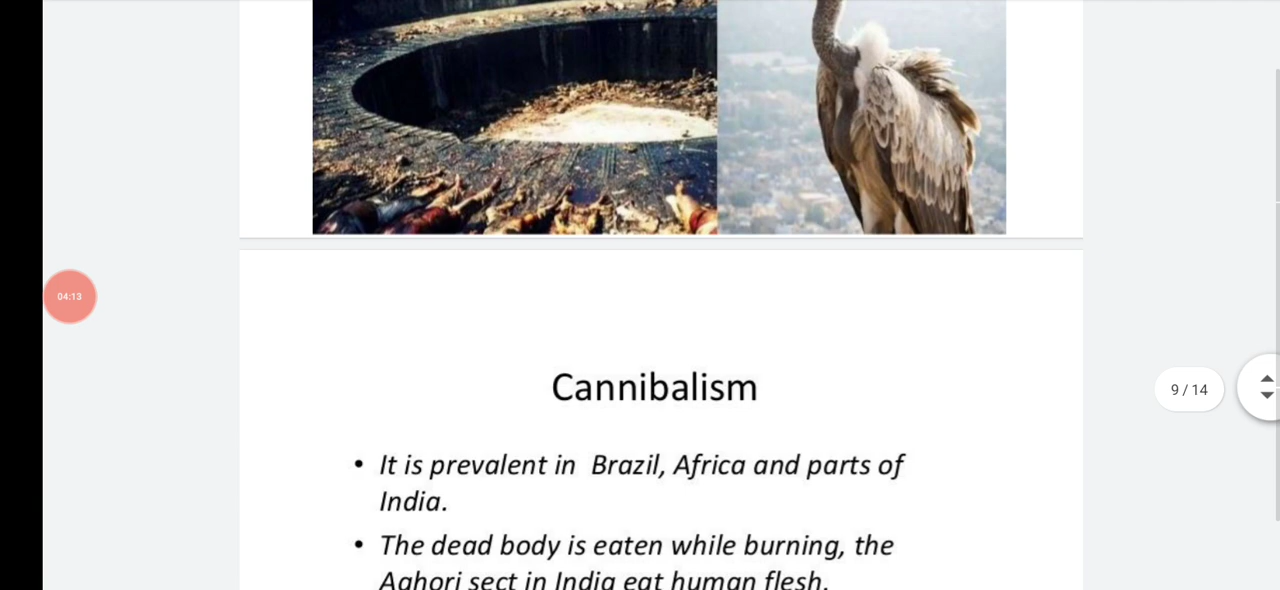 04:13
9 / 14
Cannibalism
• It is prevalent in Brazil, Africa and parts of
India.
• The dead body is eaten while burning, the
Aghori sect in India eat human flesh.